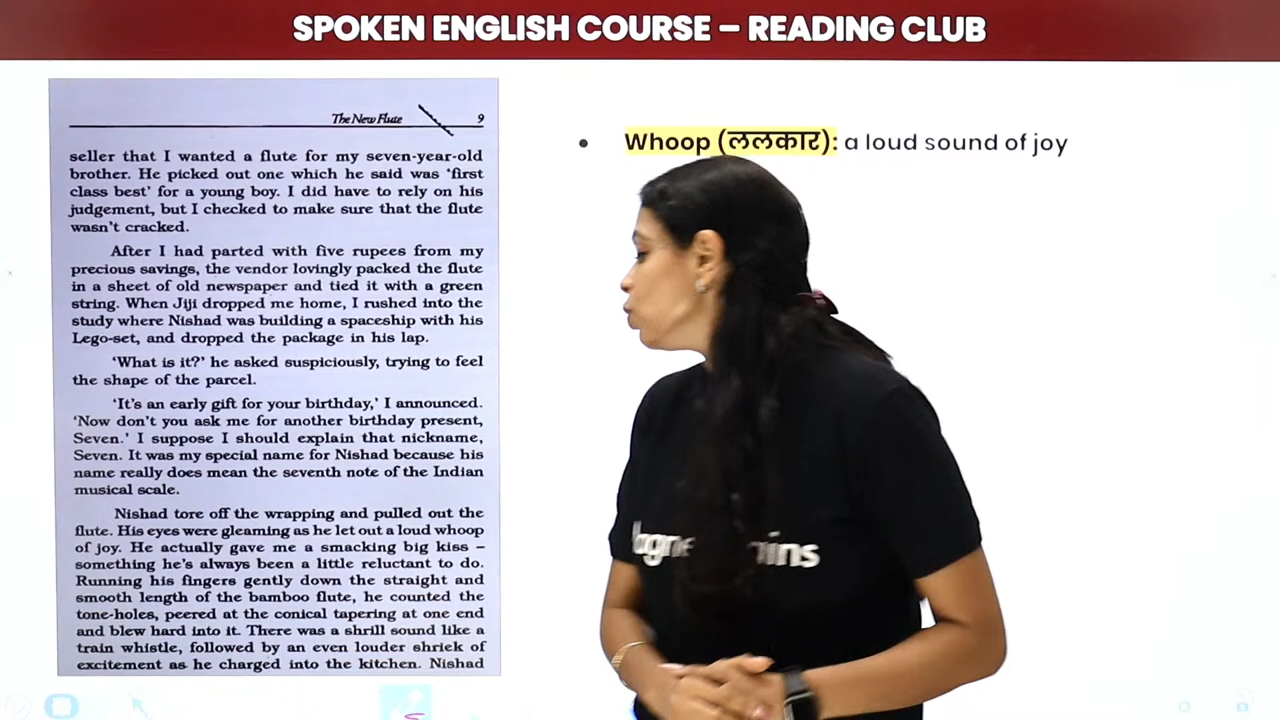 SPOKEN ENGLISH COURSE – READING CLUB
The New Flute 9
seller that I wanted a flute for my seven-year-old
brother. He picked out one which he said was ‘first
class best’ for a young boy. I did have to rely on his
judgement, but I checked to make sure that the flute
wasn’t cracked.
After I had parted with five rupees from my
precious savings, the vendor lovingly packed the flute
in a sheet of old newspaper and tied it with a green
string. When Jiji dropped me home, I rushed into the
study where Nishad was building a spaceship with his
Lego-set, and dropped the package in his lap.
‘What is it?’ he asked suspiciously, trying to feel
the shape of the parcel.
‘It’s an early gift for your birthday,’ I announced.
‘Now don’t you ask me for another birthday present,
Seven.’ I suppose I should explain that nickname,
Seven. It was my special name for Nishad because his
name really does mean the seventh note of the Indian
musical scale.
Nishad tore off the wrapping and pulled out the
flute. His eyes were gleaming as he let out a loud whoop
of joy. He actually gave me a smacking big kiss –
something he’s always been a little reluctant to do.
Running his fingers gently down the straight and
smooth length of the bamboo flute, he counted the
tone-holes, peered at the conical tapering at one end
and blew hard into it. There was a shrill sound like a
train whistle, followed by an even louder shriek of
excitement as he charged into the kitchen. Nishad
• Whoop (ललकार): a loud sound of joy